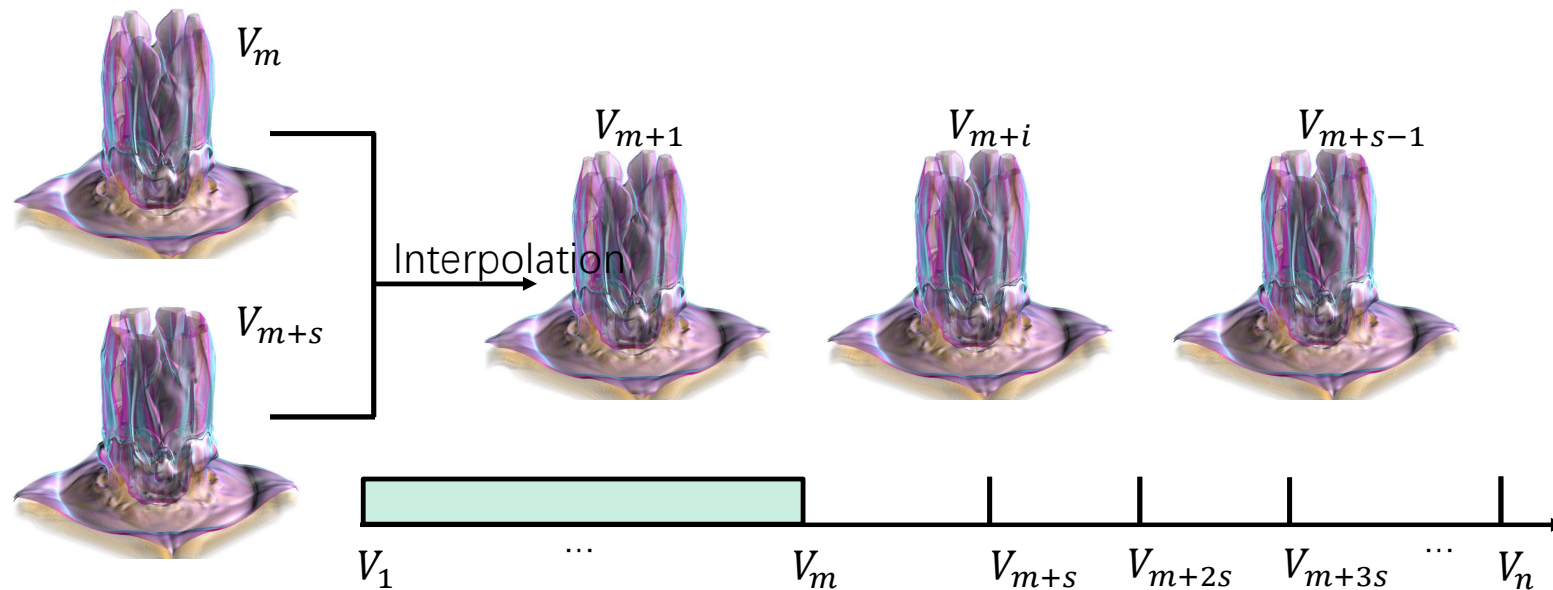 V_m
V_{m+s}
Interpolation
V_{m+1}
V_{m+i}
V_{m+s−1}
V_1 ... V_m V_{m+s} V_{m+2s} V_{m+3s} ... V_n